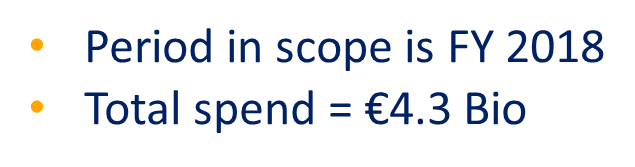 • Period in scope is FY 2018
• Total spend = €4.3 Bio